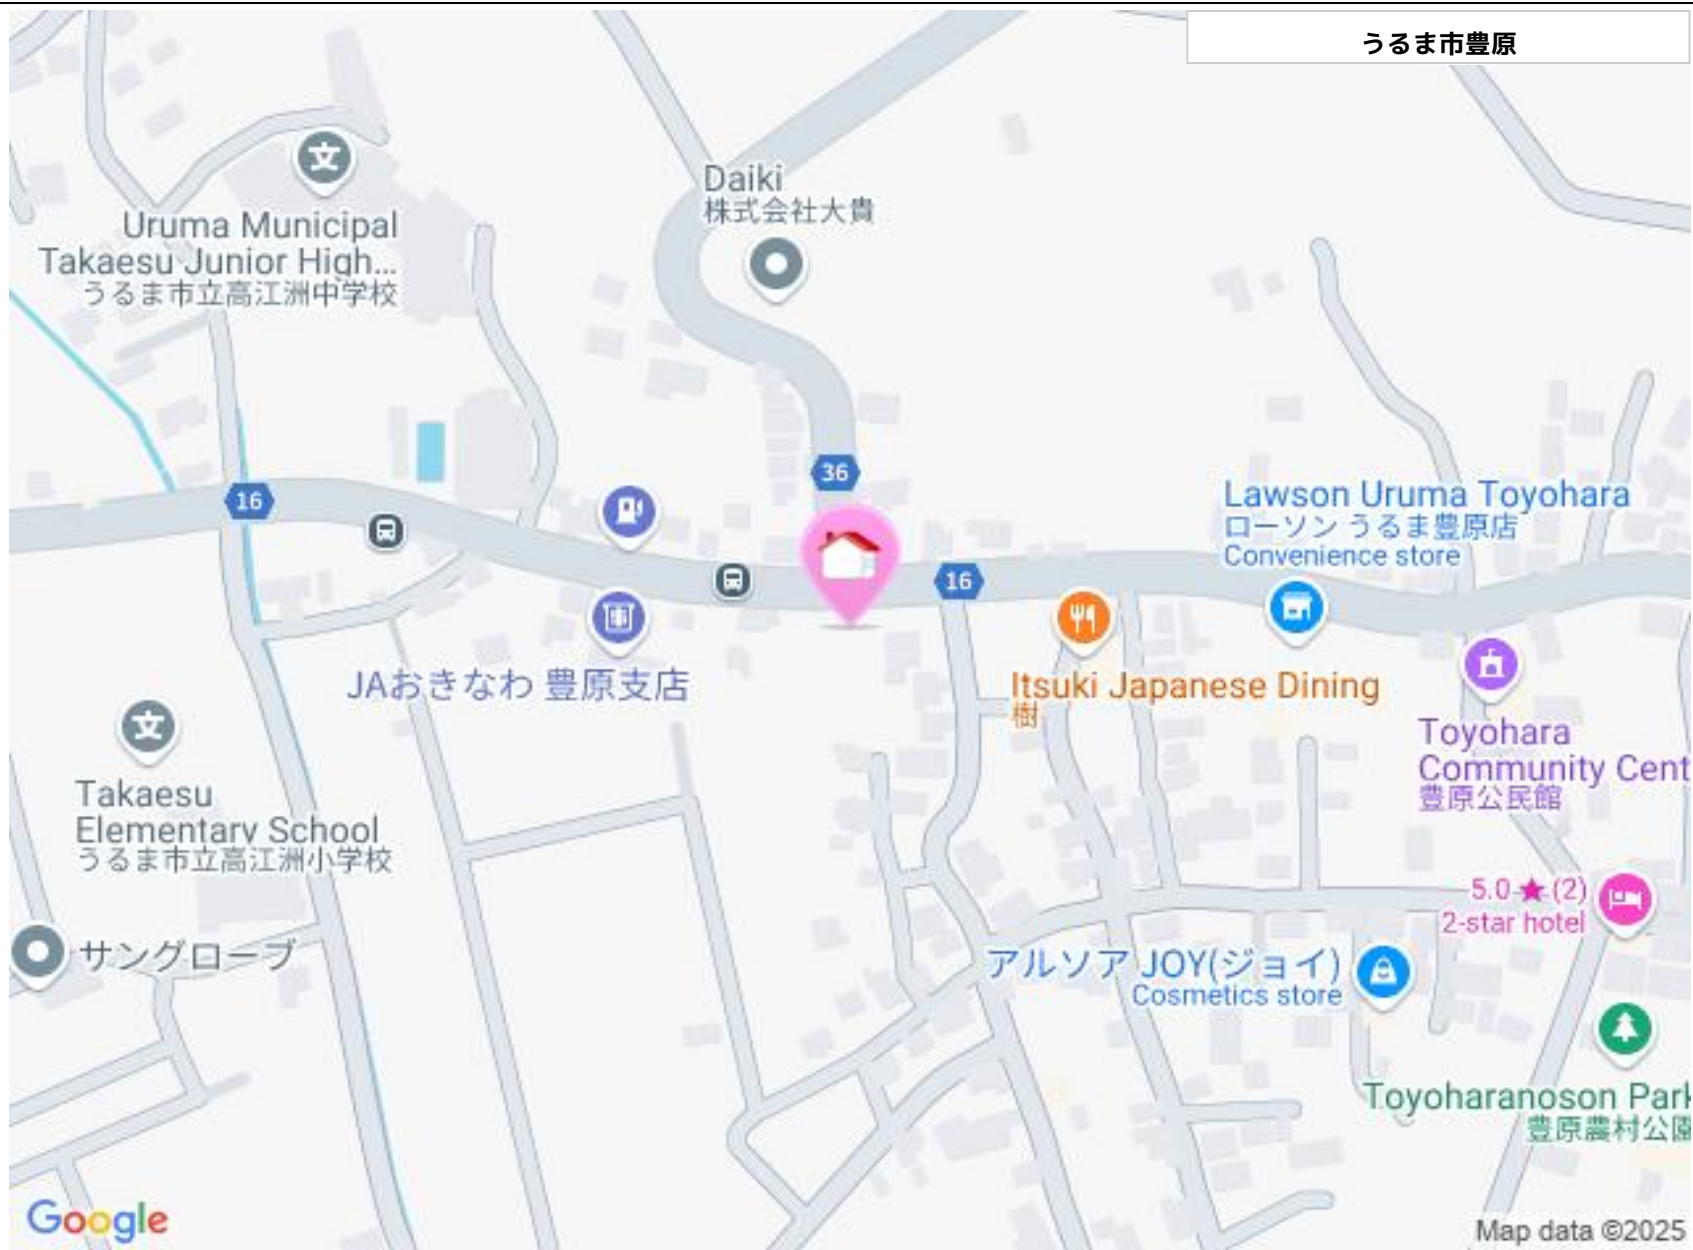 うるま市豊原
Daiki
株式会社大貴
Uruma Municipal
Takaesu Junior High...
うるま市立高江洲中学校
36
16
Lawson Uruma Toyohara
ローソン うるま豊原店
Convenience store
16
JAおきなわ 豊原支店
Itsuki Japanese Dining
樹
Toyohara
Community Cent
豊原公民館
Takaesu
Elementary School
うるま市立高江洲小学校
5.0 ★ (2)
2-star hotel
サングローブ
アルソア JOY(ジョイ)
Cosmetics store
Toyoharanoson Park
豊原農村公園
Google
Map data ©2025